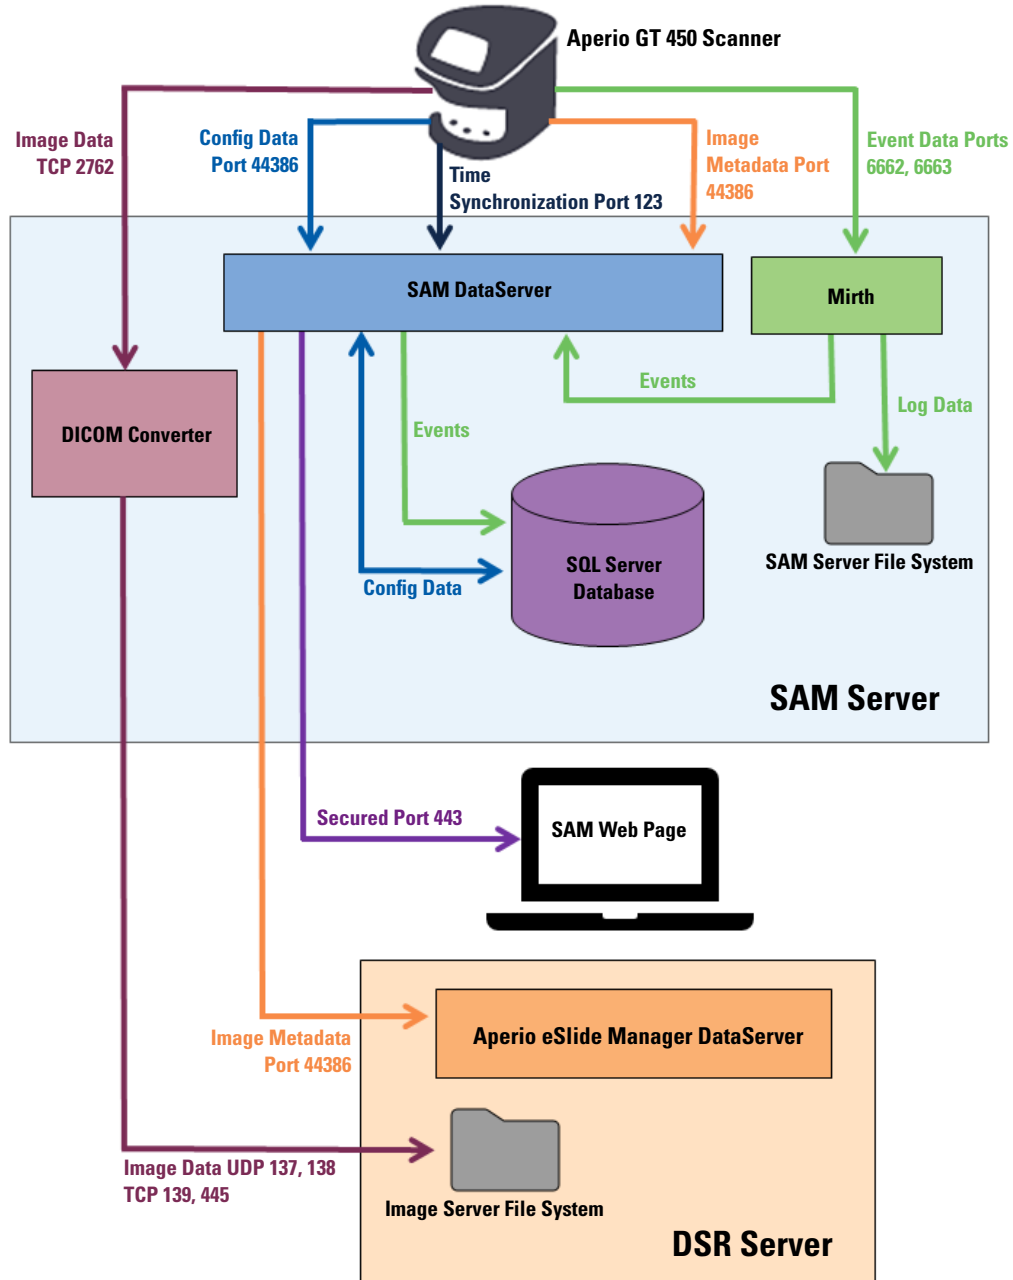 Aperio GT 450 Scanner
Image Data
TCP 2762
Config Data
Port 44386
Time
Synchronization Port 123
Image
Metadata Port
44386
Event Data Ports
6662, 6663
SAM DataServer
Mirth
DICOM Converter
Events
Events
Log Data
SQL Server
Database
Config Data
SAM Server File System
SAM Server
Secured Port 443
SAM Web Page
Image Metadata
Port 44386
Aperio eSlide Manager DataServer
Image Data UDP 137, 138
TCP 139, 445
Image Server File System
DSR Server